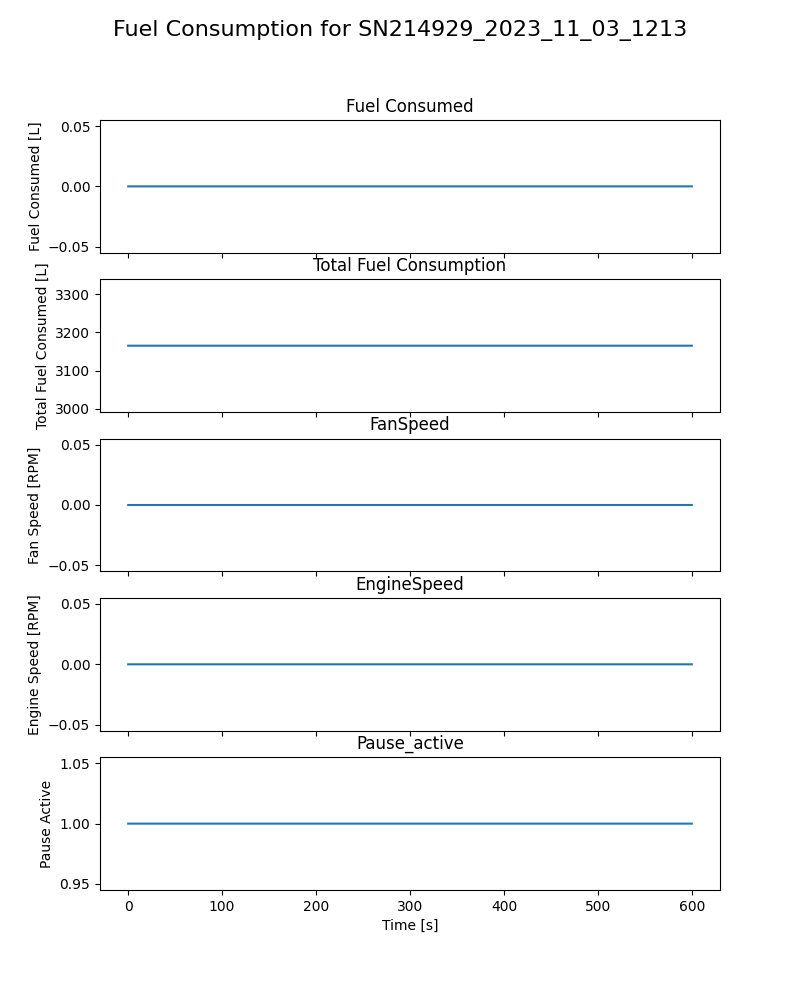 Fuel Consumption for SN214929_2023_11_03_1213
Fuel Consumed
Fuel Consumed [L]
0.05
0.00
−0.05
Total Fuel Consumption
Total Fuel Consumed [L]
3300
3200
3100
3000
FanSpeed
Fan Speed [RPM]
0.05
0.00
−0.05
EngineSpeed
Engine Speed [RPM]
0.05
0.00
−0.05
Pause_active
Pause Active
1.05
1.00
0.95
0 100 200 300 400 500 600
Time [s]